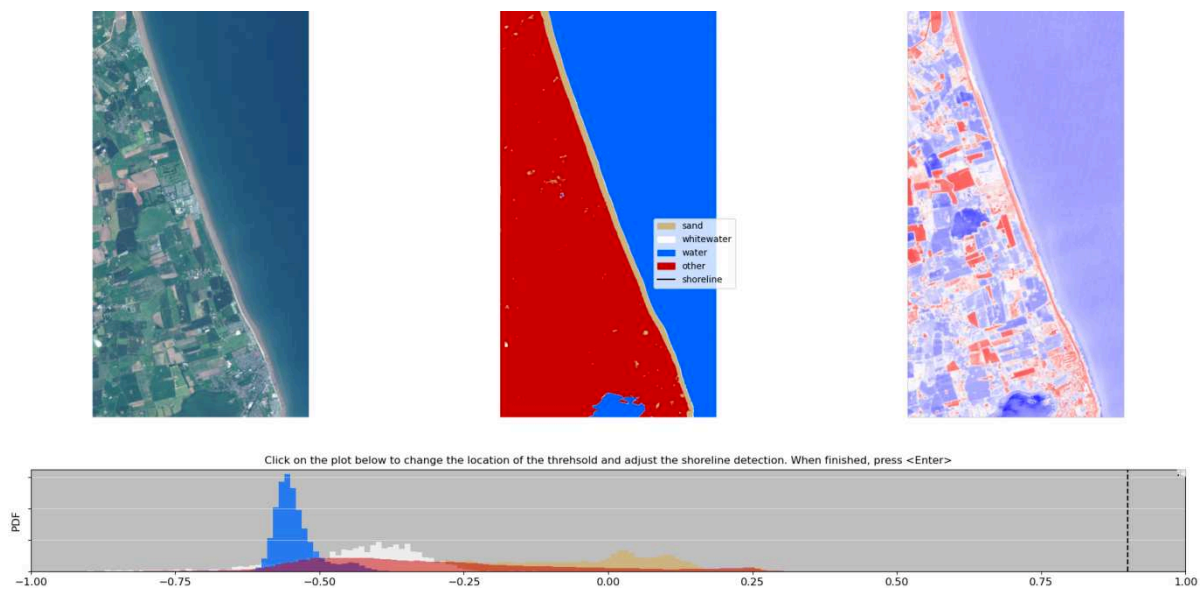 sand
whitewater
water
other
shoreline
Click on the plot below to change the location of the threhsold and adjust the shoreline detection. When finished, press <Enter>
PDF
−1.00 −0.75 −0.50 −0.25 0.00 0.25 0.50 0.75 1.00